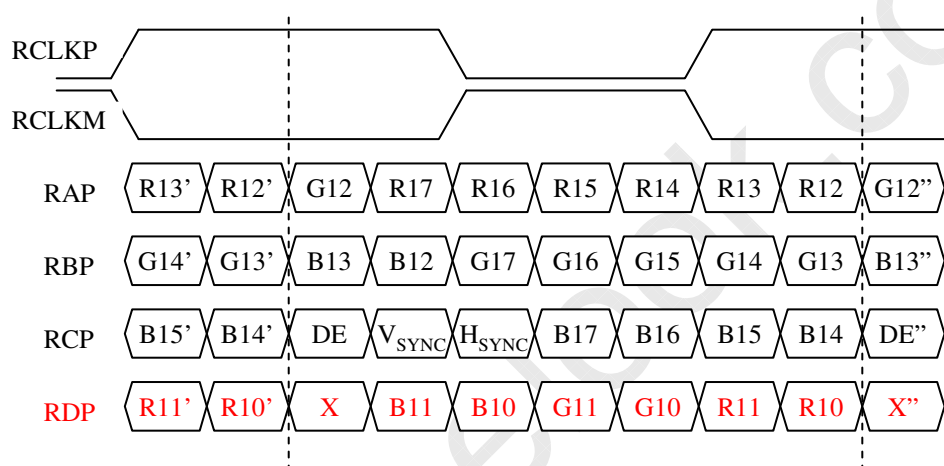 RCLKP
RCLKM
RAP R13’ R12’ G12 R17 R16 R15 R14 R13 R12 G12”
RBP G14’ G13’ B13 B12 G17 G16 G15 G14 G13 B13”
RCP B15’ B14’ DE VSYNC HSYNC B17 B16 B15 B14 DE”
RDP R11’ R10’ X B11 B10 G11 G10 R11 R10 X”